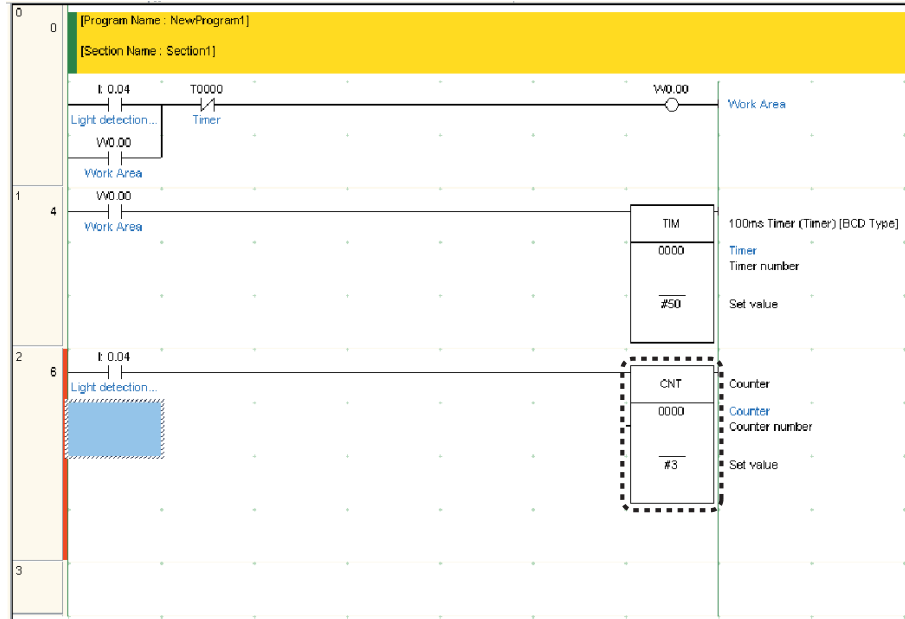 0
0
[Program Name : NewProgram1]
[Section Name : Section1]
I: 0.04
T0000
W0.00
Work Area
Light detection...
Timer
W0.00
Work Area
1
4
W0.00
Work Area
TIM
100ms Timer (Timer) [BCD Type]
0000
Timer
Timer number
#50
Set value
2
6
I: 0.04
Light detection...
CNT
Counter
0000
Counter
Counter number
#3
Set value
3